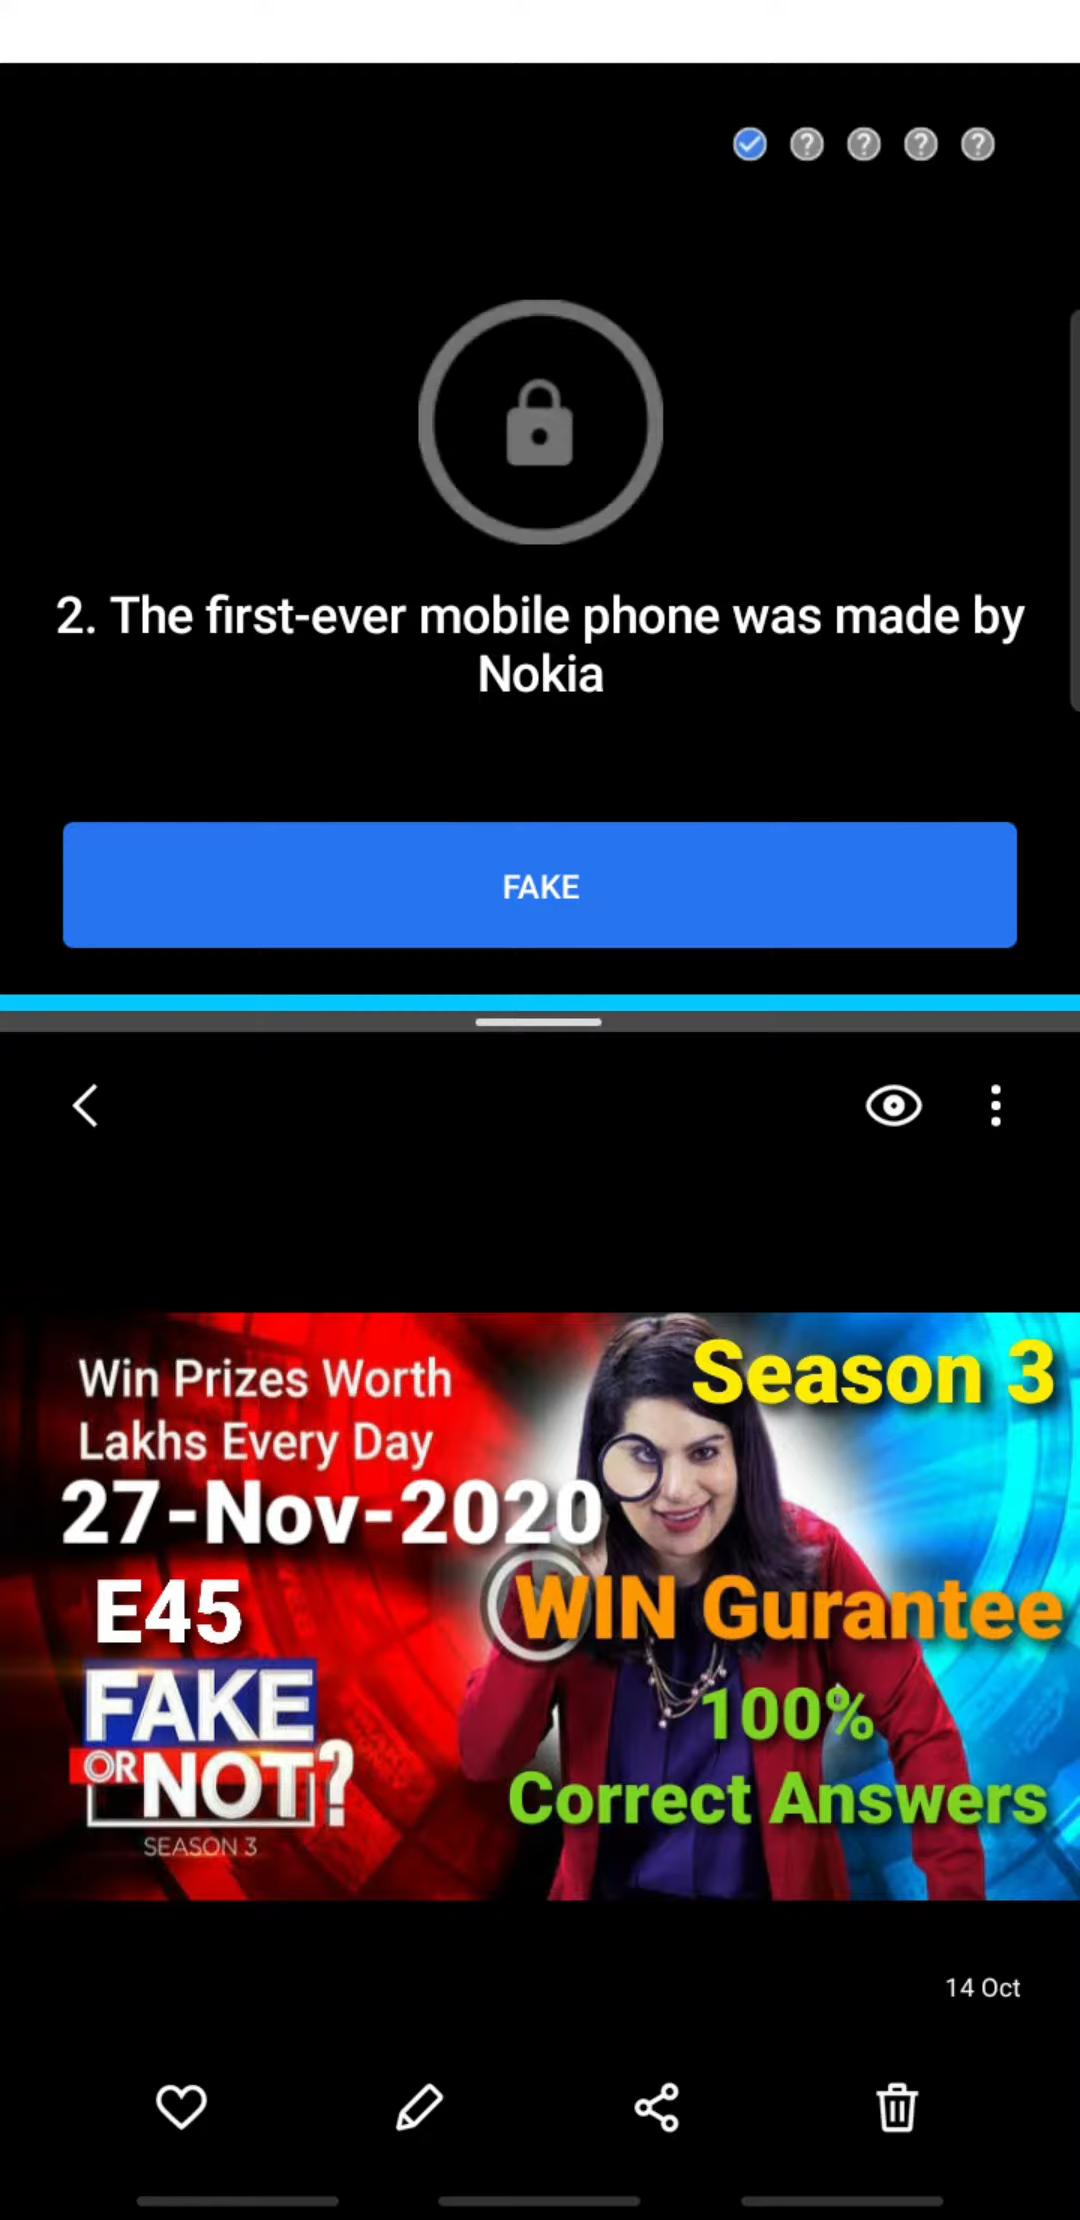 2. The first-ever mobile phone was made by
Nokia
FAKE
Win Prizes Worth
Lakhs Every Day
27-Nov-2020
E45
FAKE
OR NOT?
SEASON 3
Season 3
WIN Gurantee
100%
Correct Answers
14 Oct